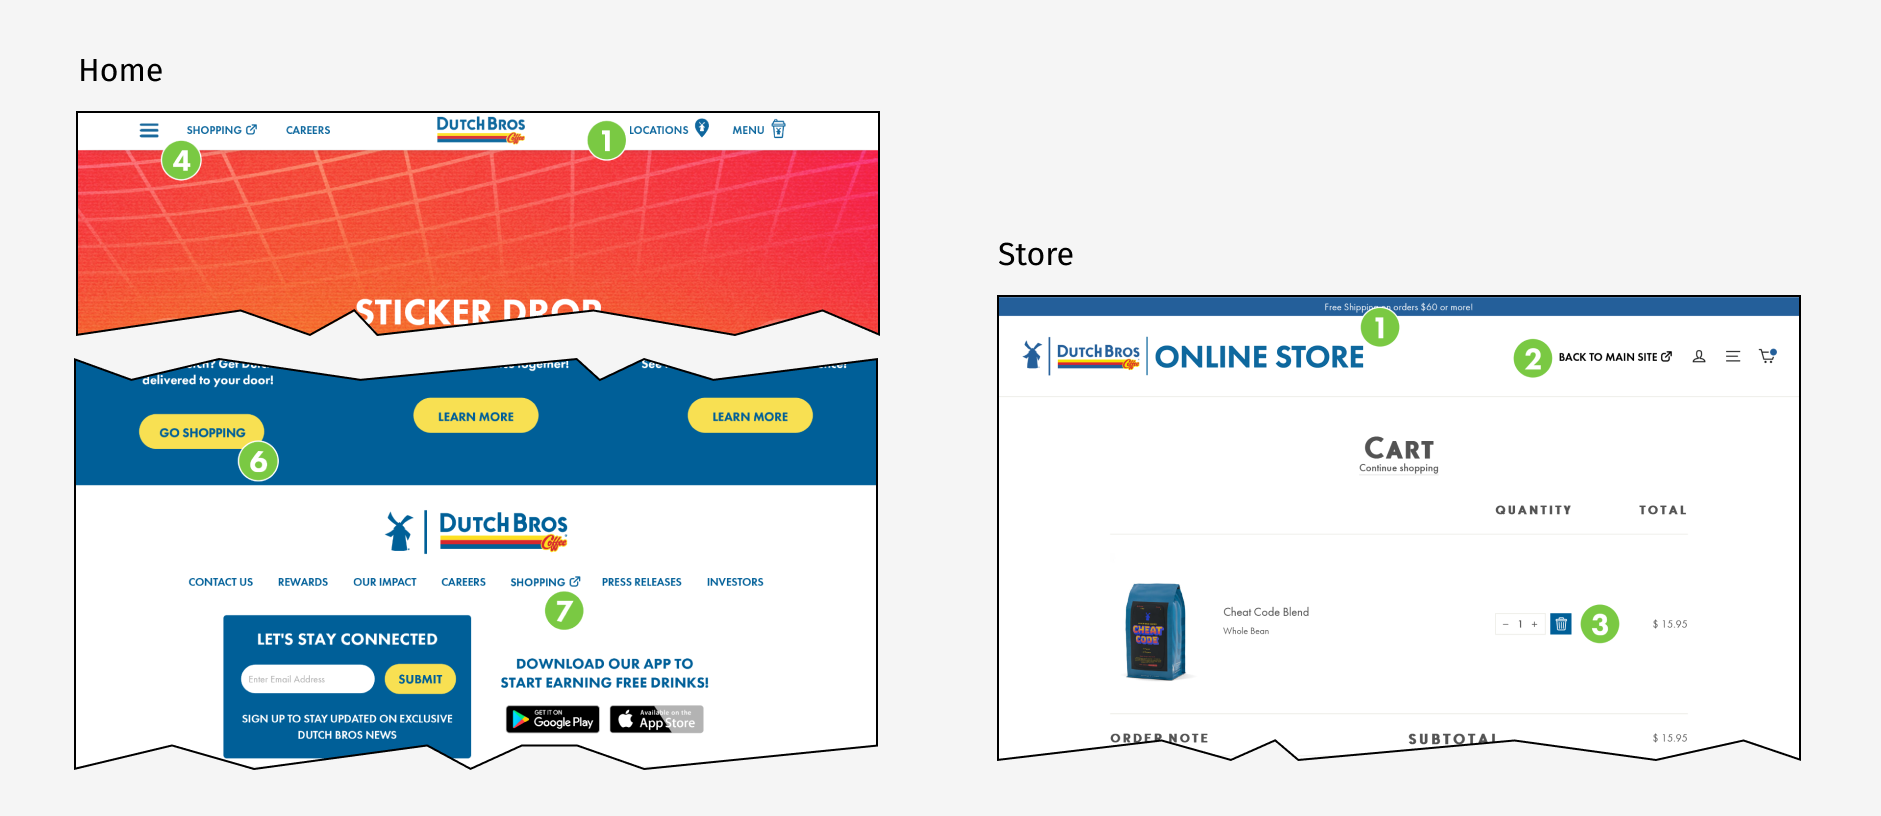 Home
SHOPPING
CAREERS
DUTCH BROS
Coffee
1
LOCATIONS
MENU
4
STICKER DROP
delivered to your door!
GO SHOPPING
6
LEARN MORE
LEARN MORE
DUTCH BROS
Coffee
CONTACT US
REWARDS
OUR IMPACT
CAREERS
SHOPPING
PRESS RELEASES
INVESTORS
7
LET'S STAY CONNECTED
Enter Email Address
SUBMIT
SIGN UP TO STAY UPDATED ON EXCLUSIVE
DUTCH BROS NEWS
DOWNLOAD OUR APP TO
START EARNING FREE DRINKS!
GET IT ON
Google Play
Available on the
App Store
Store
Free Shipping on orders $60 or more!
1
DUTCH BROS
Coffee
ONLINE STORE
2
BACK TO MAIN SITE
CART
Continue shopping
QUANTITY
TOTAL
CHEAT
CODE
Cheat Code Blend
Whole Bean
− 1 +
3
$ 15.95
ORDER NOTE
SUBTOTAL
$ 15.95